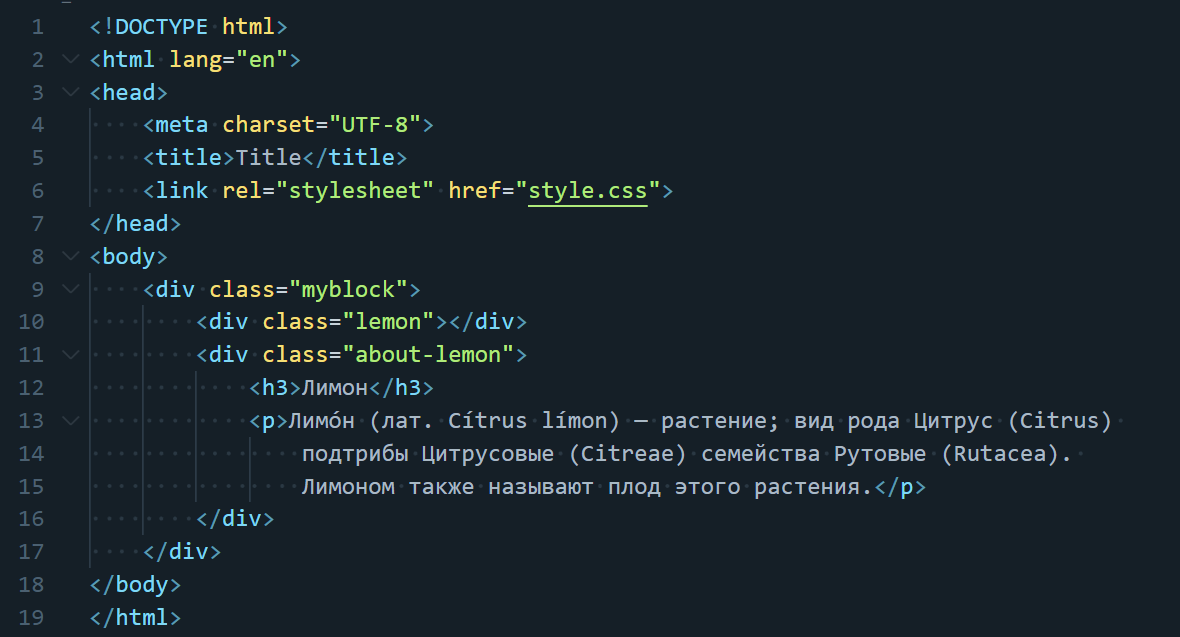 1 <!DOCTYPE html>
2 <html lang="en">
3 <head>
4     <meta charset="UTF-8">
5     <title>Title</title>
6     <link rel="stylesheet" href="style.css">
7 </head>
8 <body>
9     <div class="myblock">
10         <div class="lemon"></div>
11         <div class="about-lemon">
12             <h3>Лимон</h3>
13             <p>Лимо́н (лат. Cítrus límon) — растение; вид рода Цитрус (Citrus)
14                 подтрибы Цитрусовые (Citreae) семейства Рутовые (Rutacea).
15                 Лимоном также называют плод этого растения.</p>
16         </div>
17     </div>
18 </body>
19 </html>